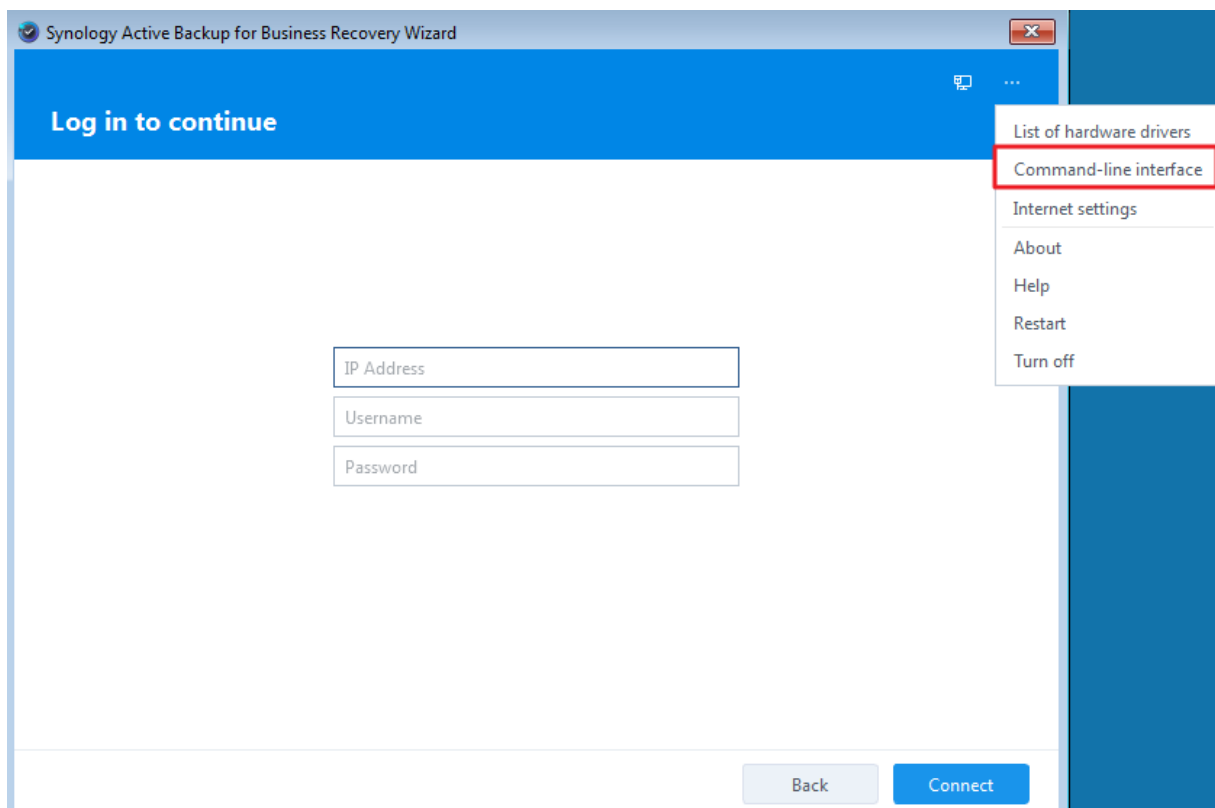 Synology Active Backup for Business Recovery Wizard
Log in to continue
List of hardware drivers
Command-line interface
Internet settings
About
Help
Restart
Turn off
IP Address
Username
Password
Back
Connect